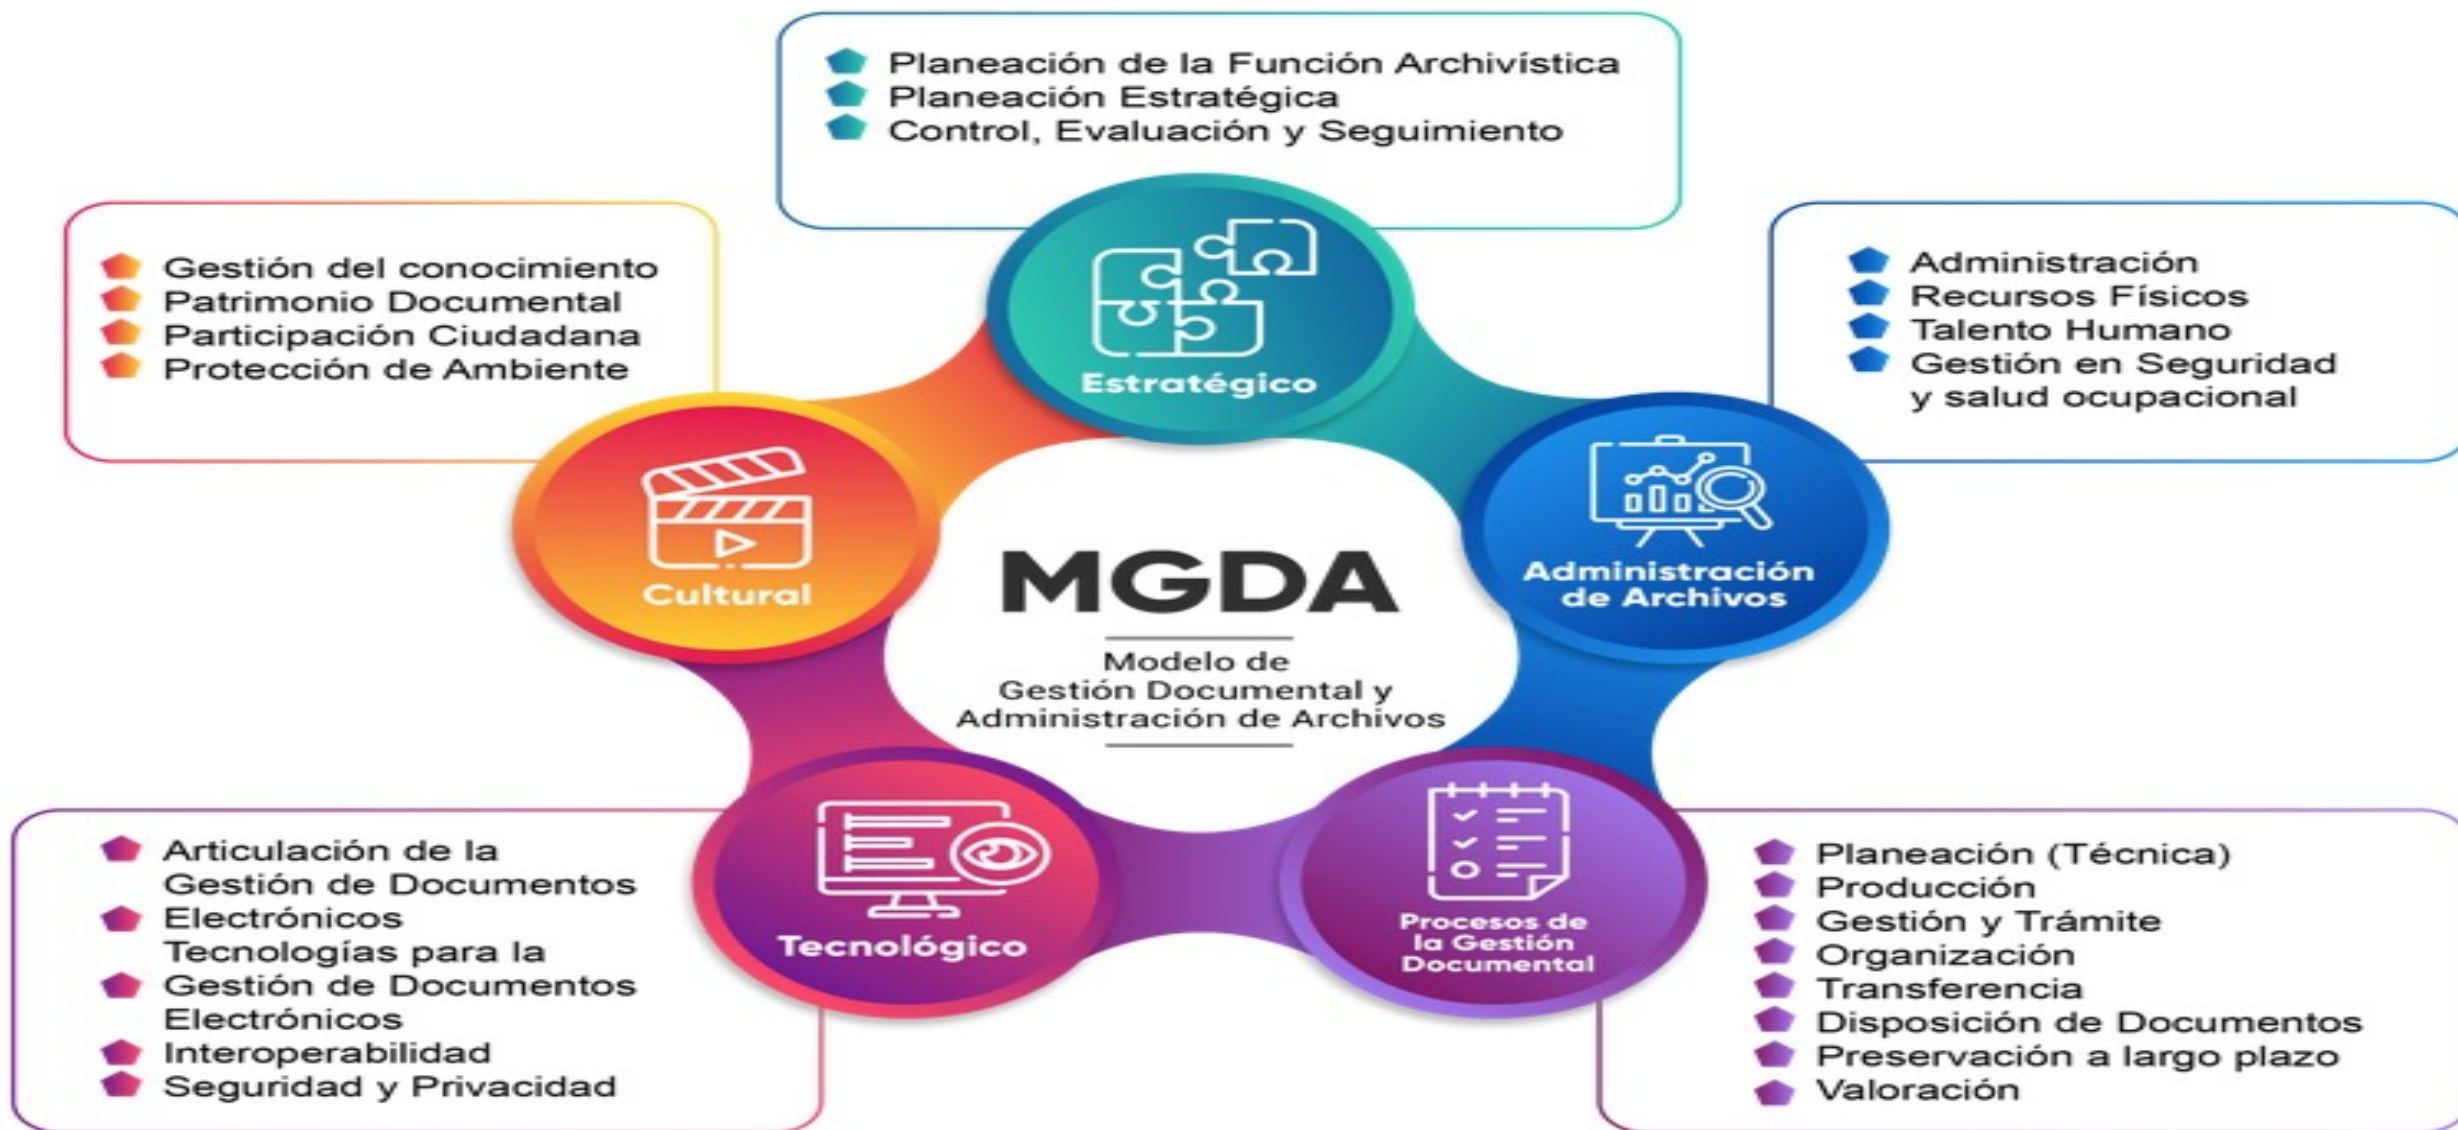 Planeación de la Función Archivística
Planeación Estratégica
Control, Evaluación y Seguimiento
Estratégico
Gestión del conocimiento
Patrimonio Documental
Participación Ciudadana
Protección de Ambiente
Cultural
Administración
Recursos Físicos
Talento Humano
Gestión en Seguridad
y salud ocupacional
Administración
de Archivos
MGDA
Modelo de
Gestión Documental y
Administración de Archivos
Articulación de la
Gestión de Documentos
Electrónicos
Tecnologías para la
Gestión de Documentos
Electrónicos
Interoperabilidad
Seguridad y Privacidad
Tecnológico
Procesos de
la Gestión
Documental
Planeación (Técnica)
Producción
Gestión y Trámite
Organización
Transferencia
Disposición de Documentos
Preservación a largo plazo
Valoración